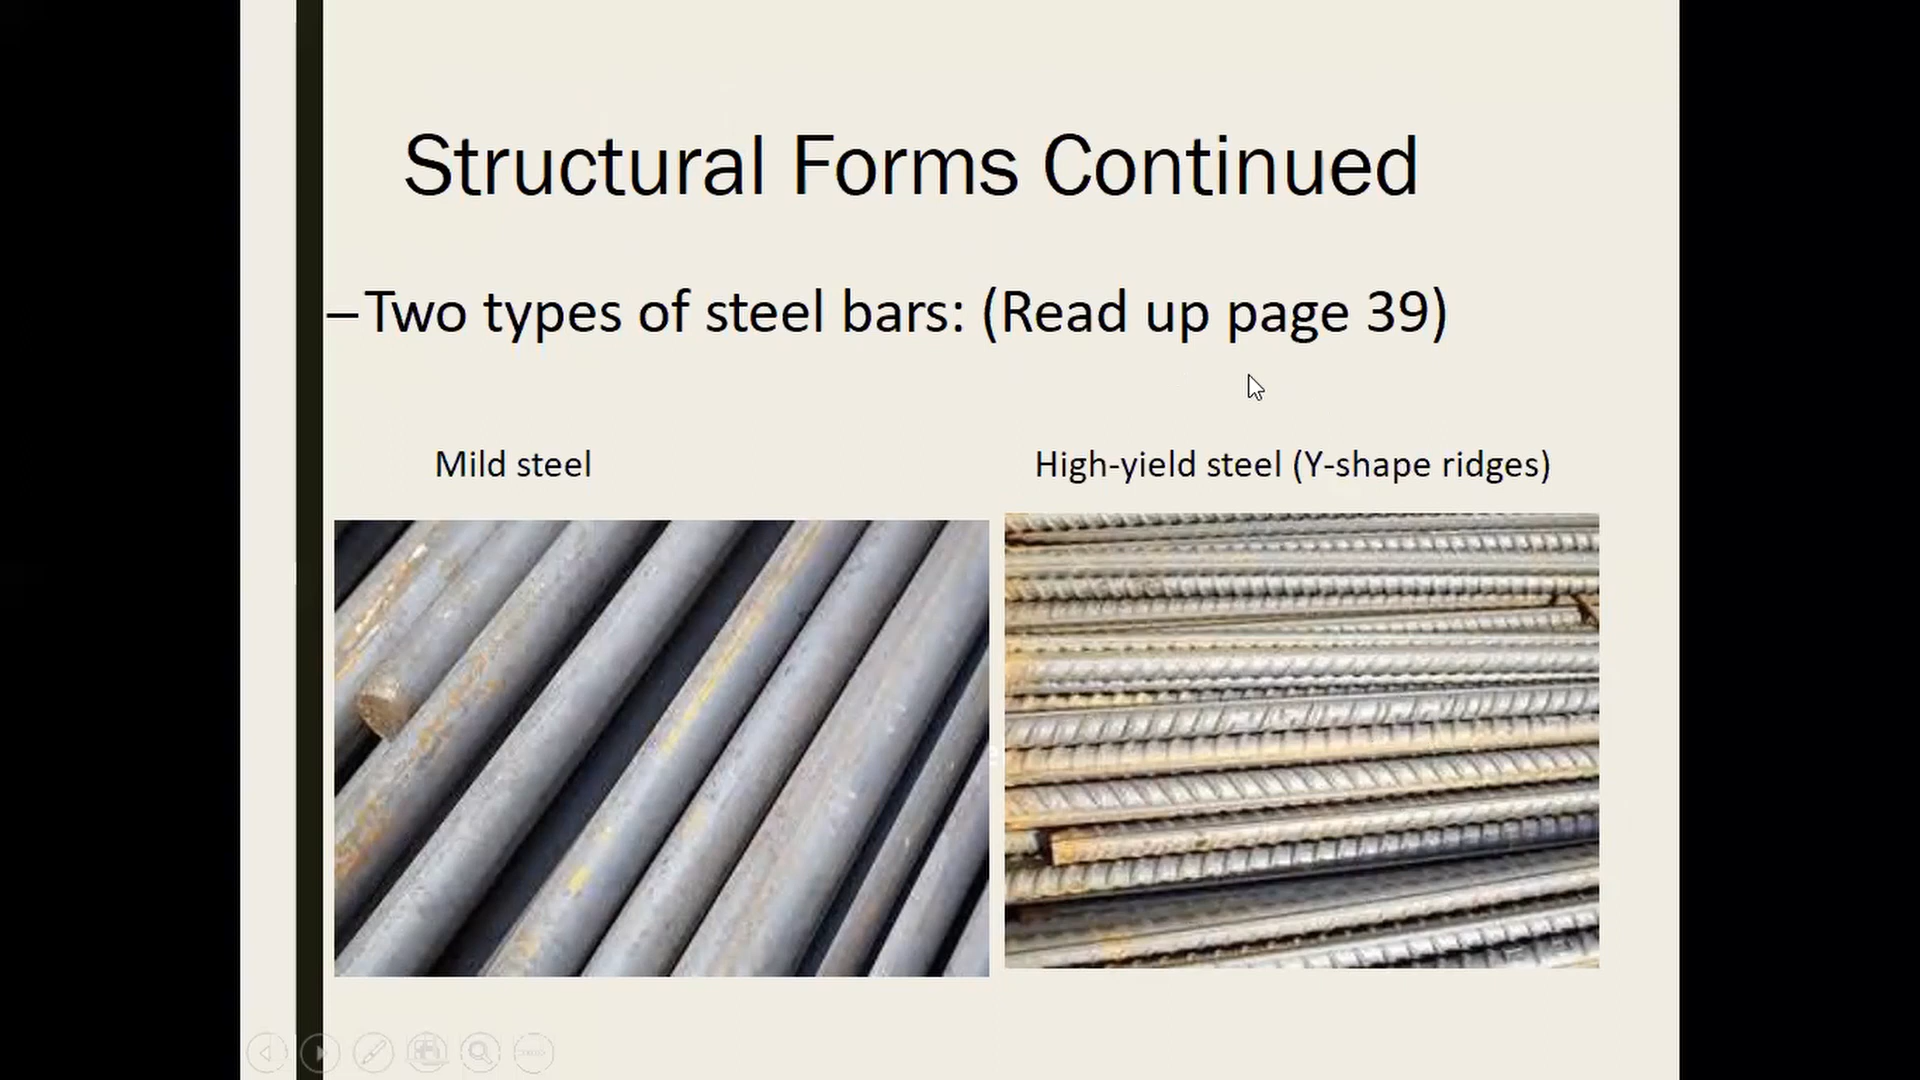 Structural Forms Continued
–Two types of steel bars: (Read up page 39)
Mild steel
High-yield steel (Y-shape ridges)